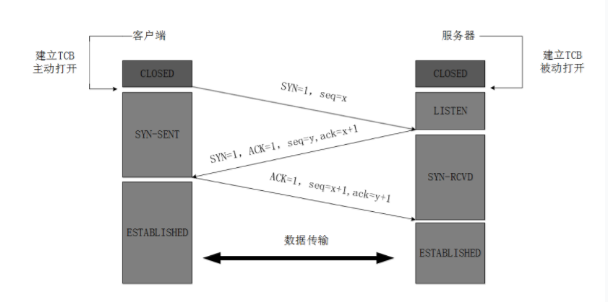 客户端
服务器
建立TCB
主动打开
建立TCB
被动打开
CLOSED
CLOSED
SYN=1, seq=x
LISTEN
SYN-SENT
SYN=1, ACK=1, seq=y,ack=x+1
SYN-RCVD
ACK=1, seq=x+1,ack=y+1
ESTABLISHED
数据传输
ESTABLISHED